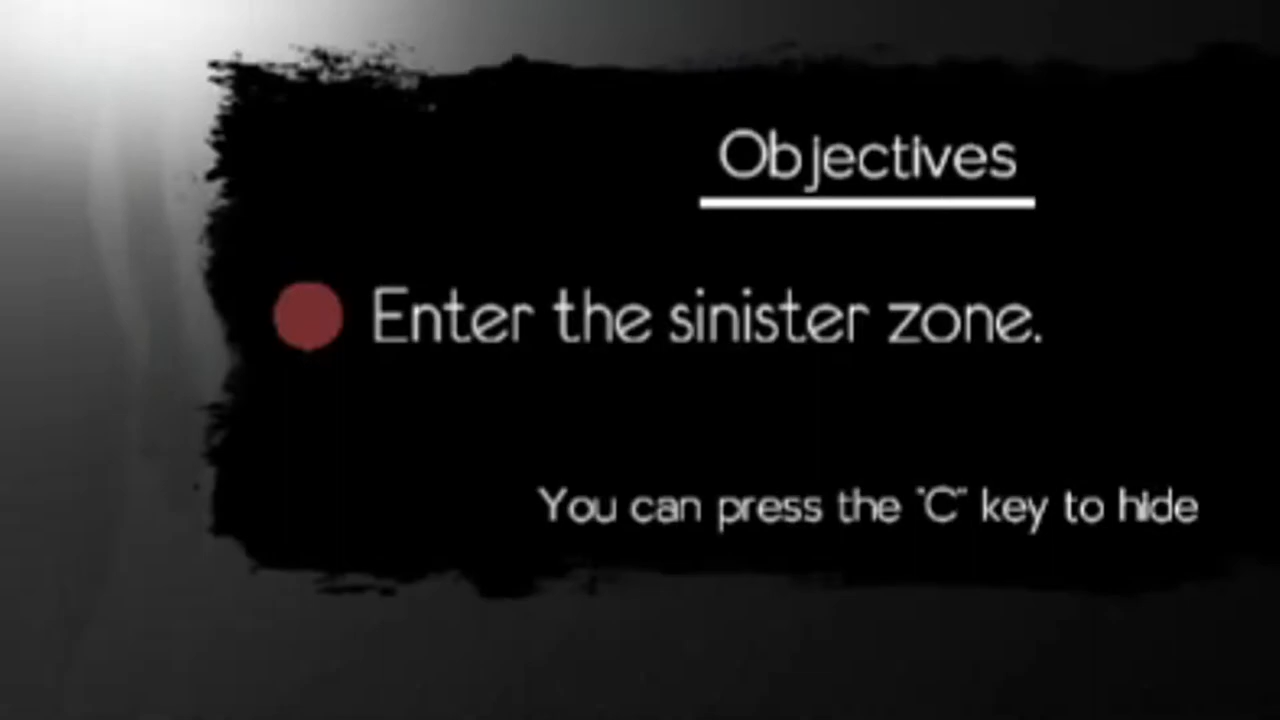 Objectives
Enter the sinister zone.
You can press the "C" key to hide